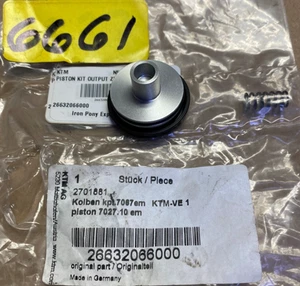 6661
KTM
PISTON KIT OUTPUT
26632066000
Iron Pony Exp
1 Stück / Piece
2701881
Kolben kpl.7087em KTM-VE 1
piston 7027.10 em
26632066000
original part / Originalteil
Made in Germany
KTM AG